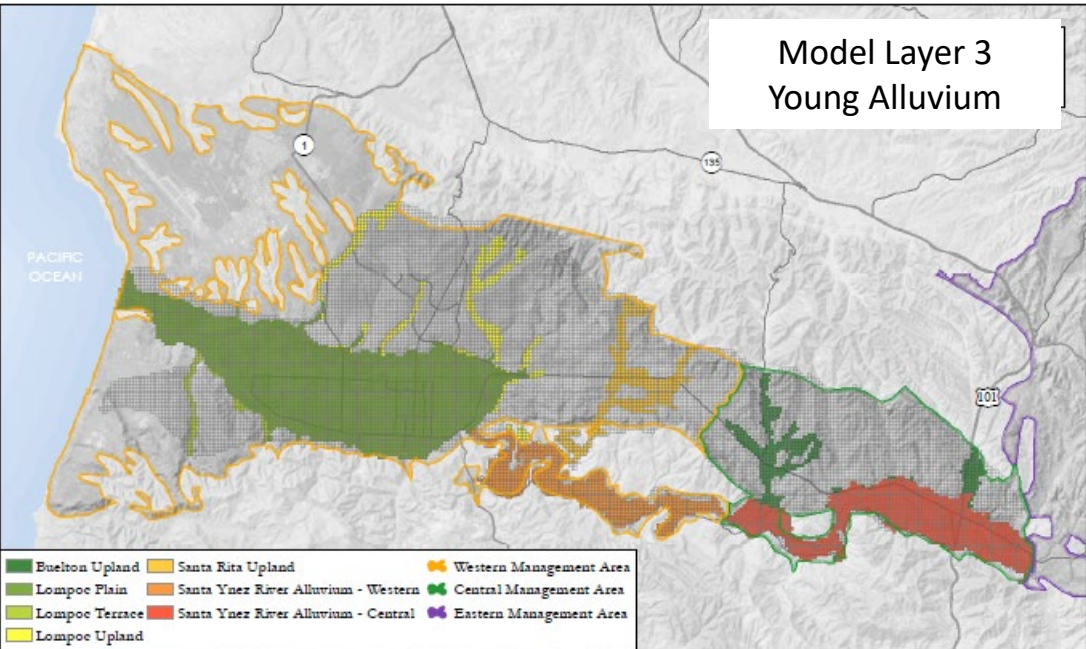 Model Layer 3
Young Alluvium
1
135
PACIFIC
OCEAN
101
Buelton Upland
Santa Rita Upland
Western Management Area
Lompoc Plain
Santa Ynez River Alluvium - Western
Central Management Area
Lompoc Terrace
Santa Ynez River Alluvium - Central
Eastern Management Area
Lompoc Upland